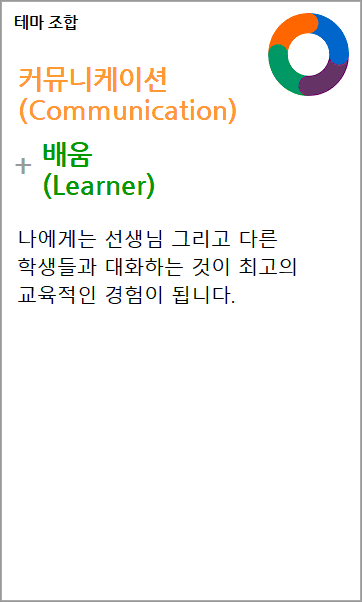 테마 조합
커뮤니케이션
(Communication)
+ 배움
(Learner)
나에게는 선생님 그리고 다른
학생들과 대화하는 것이 최고의
교육적인 경험이 됩니다.